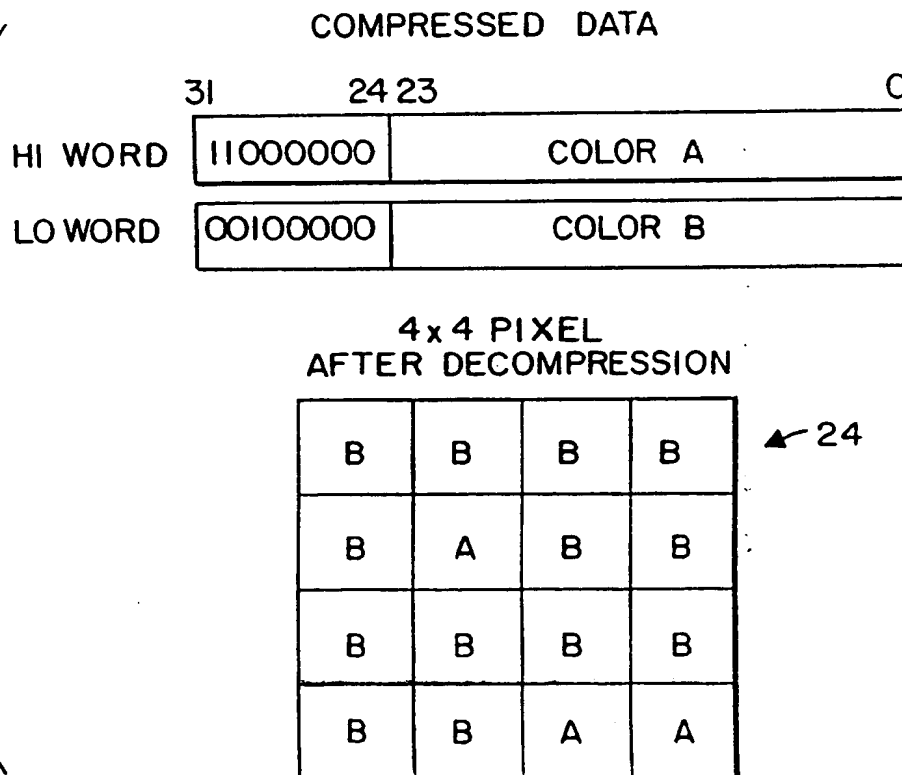 COMPRESSED DATA
31 24 23 0
HI WORD 11000000 COLOR A
LO WORD 00100000 COLOR B
4x4 PIXEL
AFTER DECOMPRESSION
B B B B
24
B A B B
B B B B
B B A A